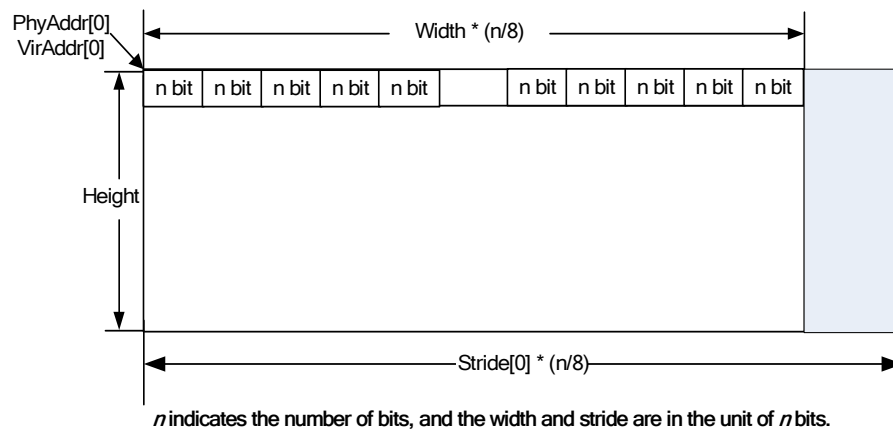 PhyAddr[0]
VirAddr[0]
Width * (n/8)
n bit n bit n bit n bit n bit n bit n bit n bit n bit n bit
Height
Stride[0] * (n/8)
n indicates the number of bits, and the width and stride are in the unit of n bits.